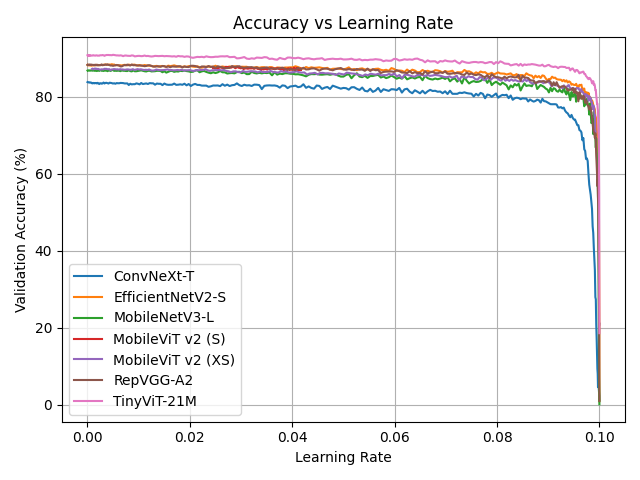 Accuracy vs Learning Rate
Validation Accuracy (%)
80
60
40
20
0
ConvNeXt-T
EfficientNetV2-S
MobileNetV3-L
MobileViT v2 (S)
MobileViT v2 (XS)
RepVGG-A2
TinyViT-21M
0.00 0.02 0.04 0.06 0.08 0.10
Learning Rate